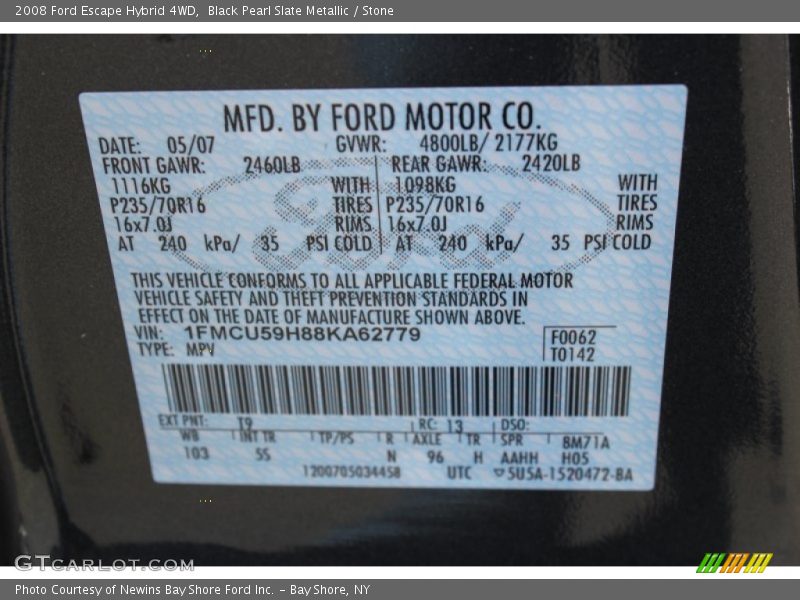 2008 Ford Escape Hybrid 4WD,  Black Pearl Slate Metallic / Stone
MFD. BY FORD MOTOR CO.
DATE: 05/07 GVWR: 4800LB/ 2177KG
FRONT GAWR: 2460LB REAR GAWR: 2420LB
1116KG WITH 1098KG WITH
P235/70R16 TIRES P235/70R16 TIRES
16x7.0J RIMS 16x7.0J RIMS
AT 240 kPa/ 35 PSI COLD AT 240 kPa/ 35 PSI COLD
Ford
THIS VEHICLE CONFORMS TO ALL APPLICABLE FEDERAL MOTOR
VEHICLE SAFETY AND THEFT PREVENTION STANDARDS IN
EFFECT ON THE DATE OF MANUFACTURE SHOWN ABOVE.
VIN: 1FMCU59H88KA62779 F0062
TYPE: MPV T0142
EXT PNT: T9 RC: 13 DSO:
WB INT TR TP/PS R AXLE TR SPR 8M71A
103 5S N 96 H AAHH H05
1200705034458 UTC 5U5A-1520472-BA
GTCARLOT.COM
Photo Courtesy of Newins Bay Shore Ford Inc. - Bay Shore, NY